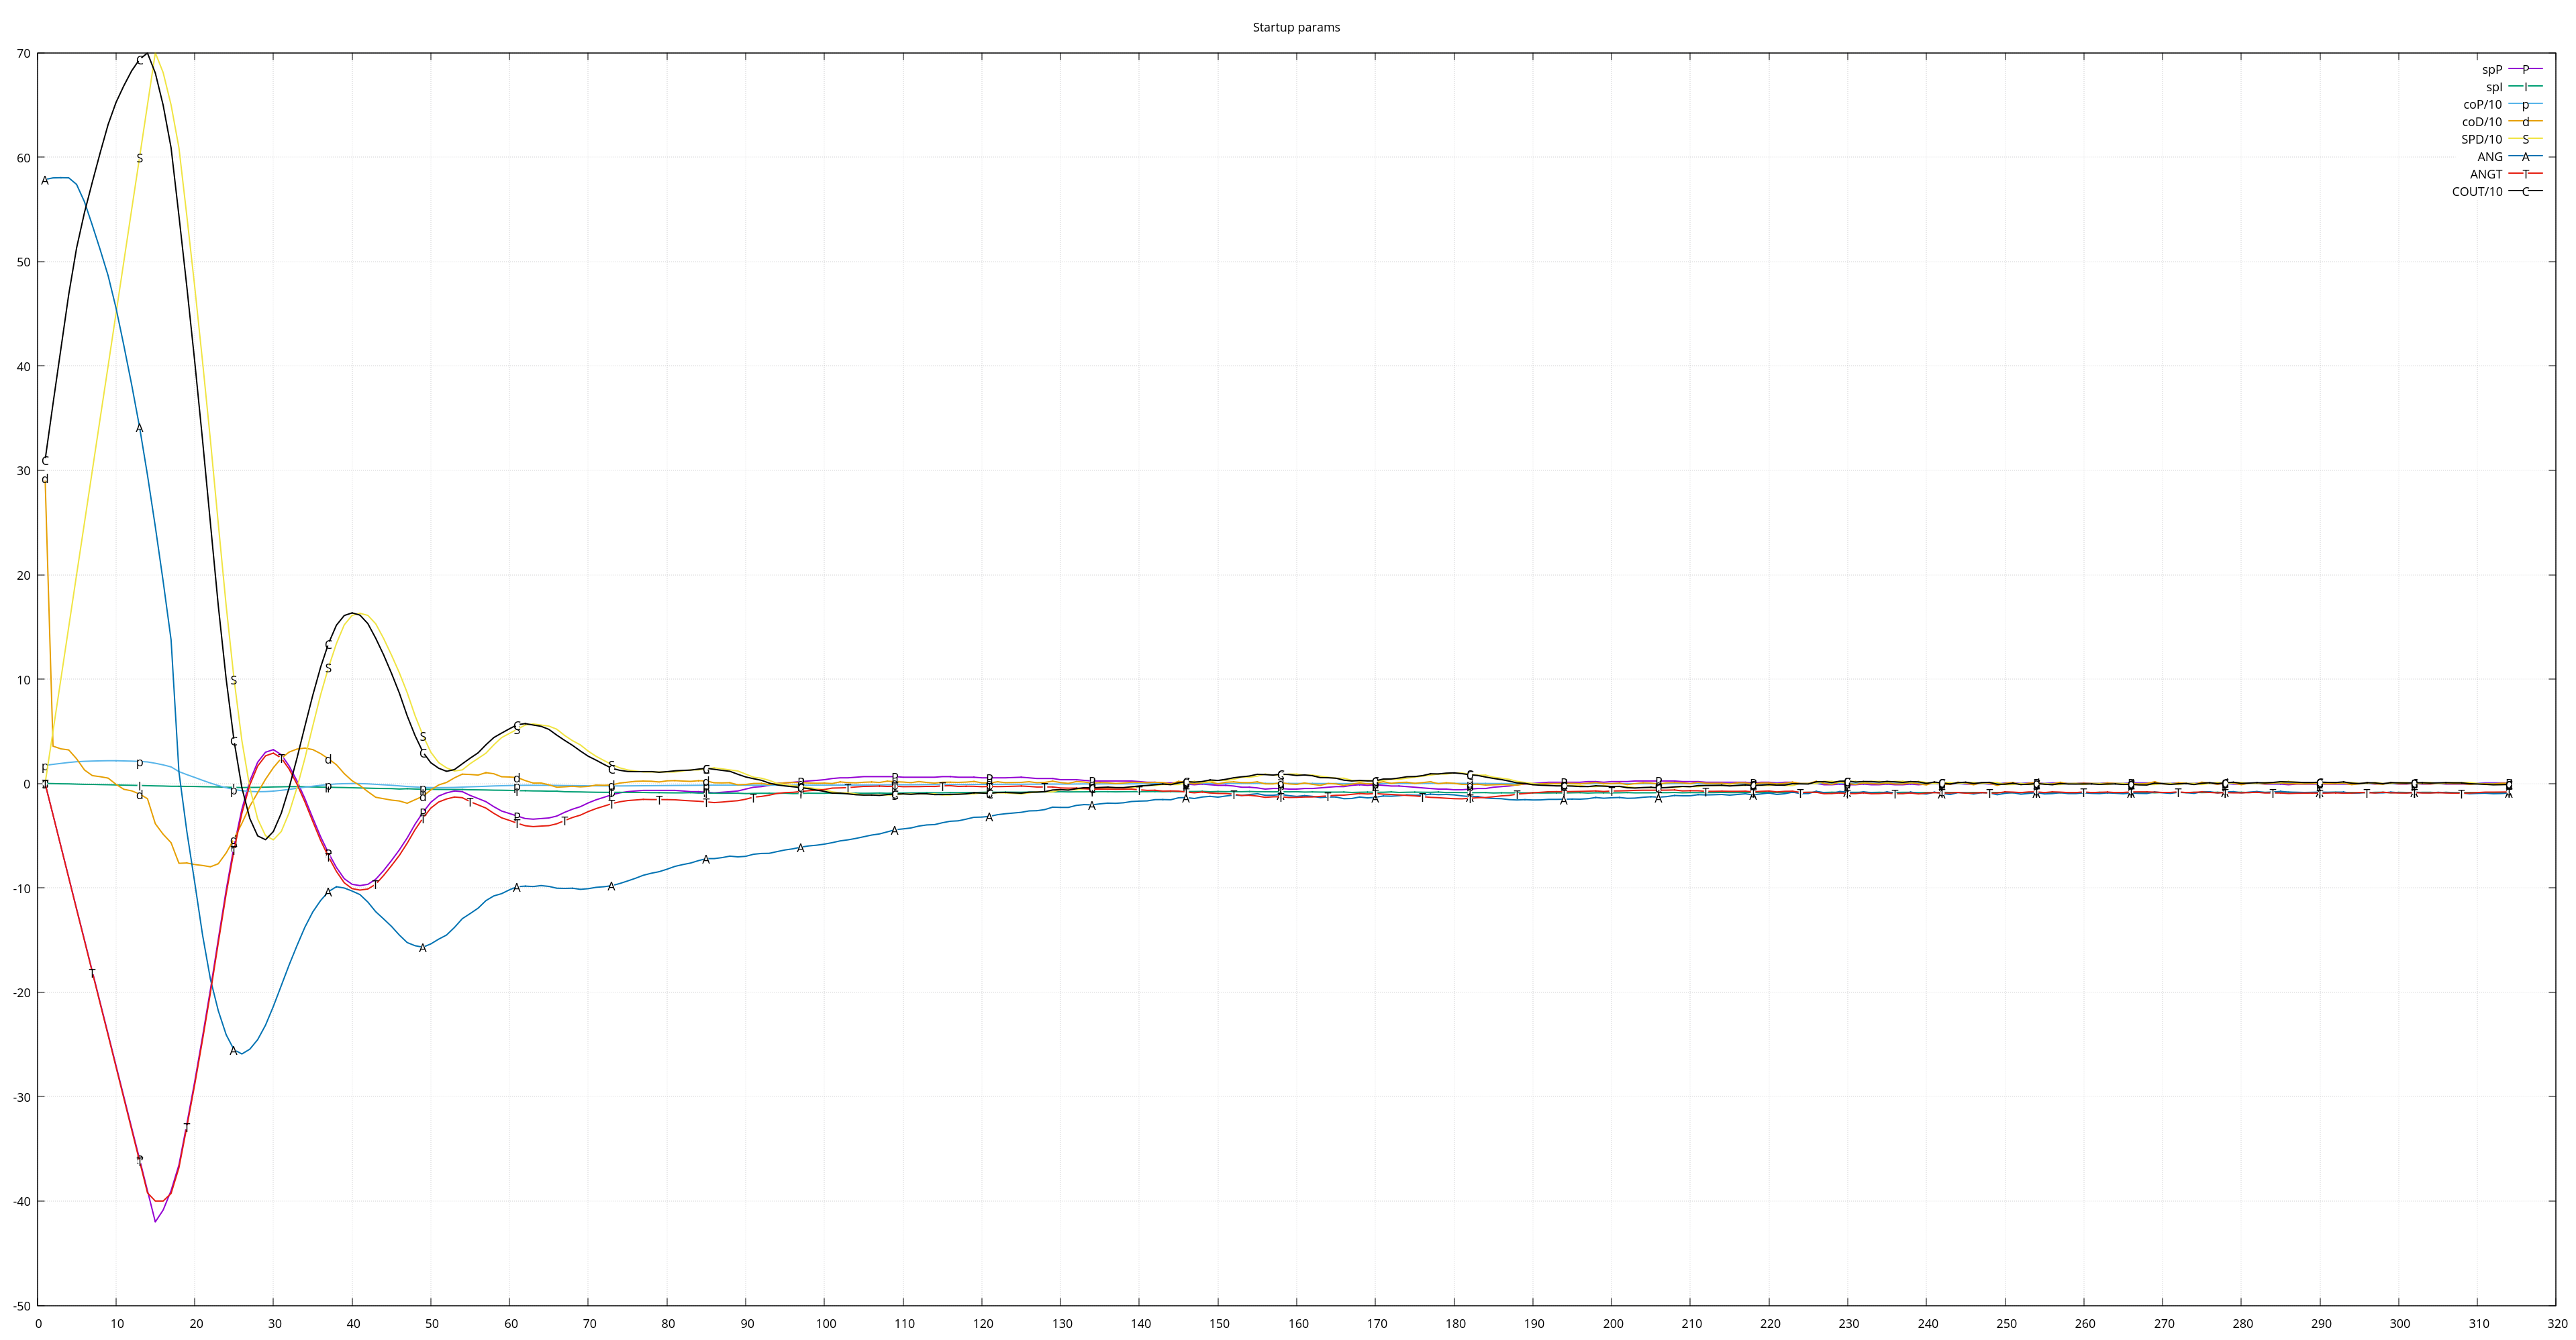 Startup params
spP P
spI I
coP/10 p
coD/10 d
SPD/10 S
ANG A
ANGT T
COUT/10 C
70
60
50
40
30
20
10
0
-10
-20
-30
-40
-50
0 10 20 30 40 50 60 70 80 90 100 110 120 130 140 150 160 170 180 190 200 210 220 230 240 250 260 270 280 290 300 310 320